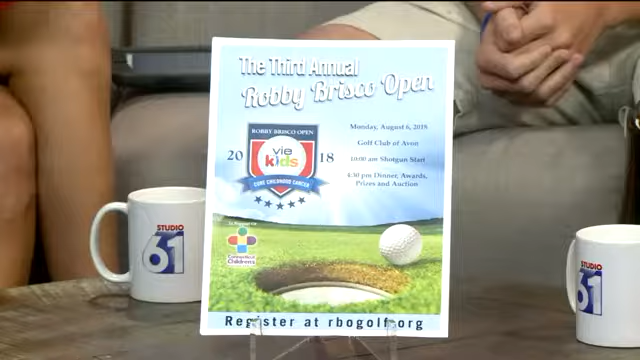 The Third Annual
Robby Brisco Open
Monday, August 6, 2018
Golf Club of Avon
10:00 am Shotgun Start
4:30 pm Dinner, Awards,
Prizes and Auction
ROBBY BRISCO OPEN
20 18
vie
kids
CURE CHILDHOOD CANCER
Connecticut
Children's
Register at rbogolf.org
STUDIO
61
STUDIO
61